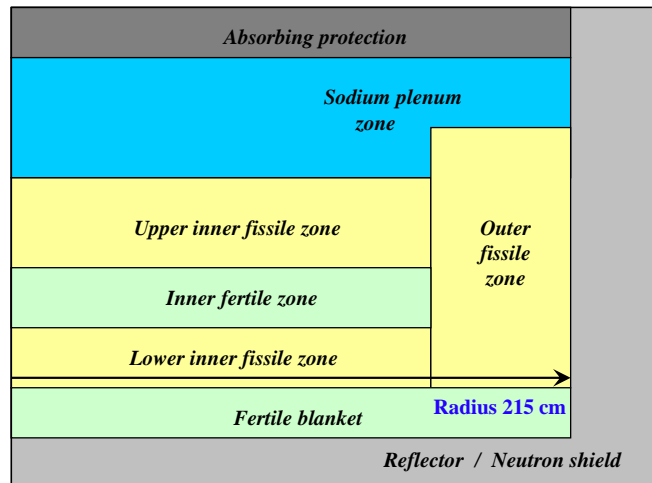 Absorbing protection
Sodium plenum
zone
Upper inner fissile zone
Outer
fissile
zone
Inner fertile zone
Lower inner fissile zone
Radius 215 cm
Fertile blanket
Reflector / Neutron shield